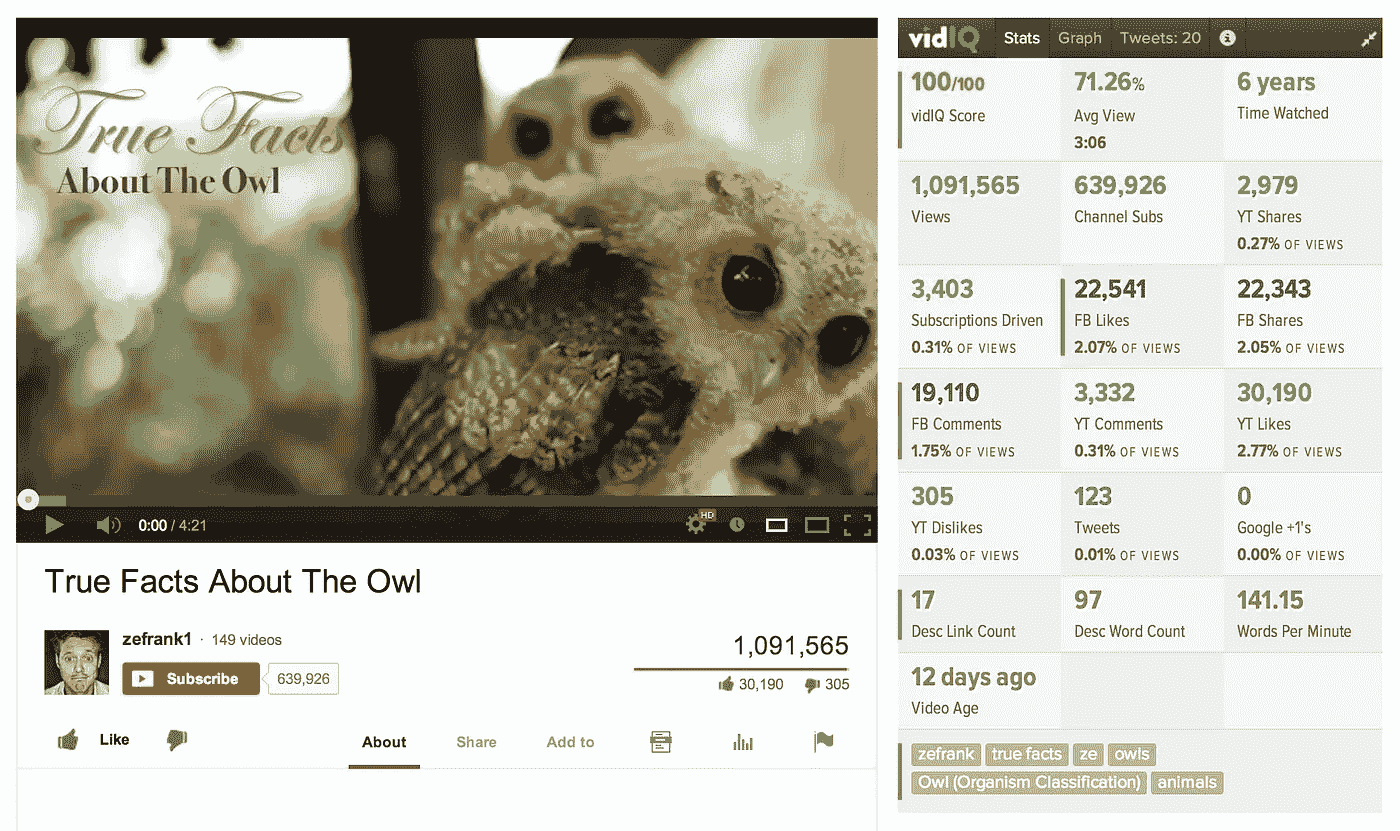 True Facts
About The Owl
0:00 / 4:21
HD
True Facts About The Owl
zefrank1 · 149 videos
Subscribe 639,926
1,091,565
30,190 305
Like
About Share Add to
vidIQ Stats Graph Tweets: 20
100/100 71.26% 6 years
vidIQ Score Avg View Time Watched
3:06
1,091,565 639,926 2,979
Views Channel Subs YT Shares
0.27% OF VIEWS
3,403 22,541 22,343
Subscriptions Driven FB Likes FB Shares
0.31% OF VIEWS 2.07% OF VIEWS 2.05% OF VIEWS
19,110 3,332 30,190
FB Comments YT Comments YT Likes
1.75% OF VIEWS 0.31% OF VIEWS 2.77% OF VIEWS
305 123 0
YT Dislikes Tweets Google +1's
0.03% OF VIEWS 0.01% OF VIEWS 0.00% OF VIEWS
17 97 141.15
Desc Link Count Desc Word Count Words Per Minute
12 days ago
Video Age
zefrank true facts ze owls
Owl (Organism Classification) animals